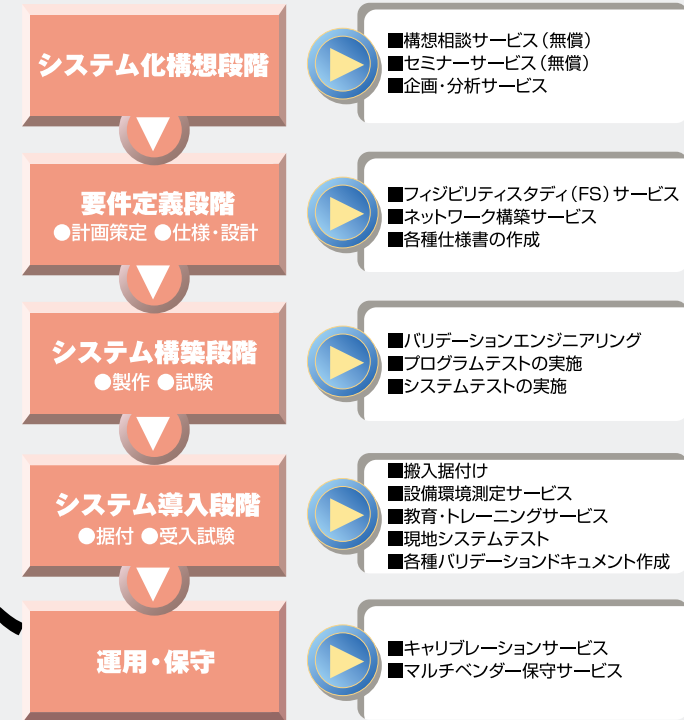 システム化構想段階
■構想相談サービス（無償）
■セミナーサービス（無償）
■企画・分析サービス
要件定義段階
●計画策定 ●仕様・設計
■フィジビリティスタディ（FS）サービス
■ネットワーク構築サービス
■各種仕様書の作成
システム構築段階
●製作 ●試験
■バリデーションエンジニアリング
■プログラムテストの実施
■システムテストの実施
システム導入段階
●据付 ●受入試験
■搬入据付け
■設備環境測定サービス
■教育・トレーニングサービス
■現地システムテスト
■各種バリデーションドキュメント作成
運用・保守
■キャリブレーションサービス
■マルチベンダー保守サービス